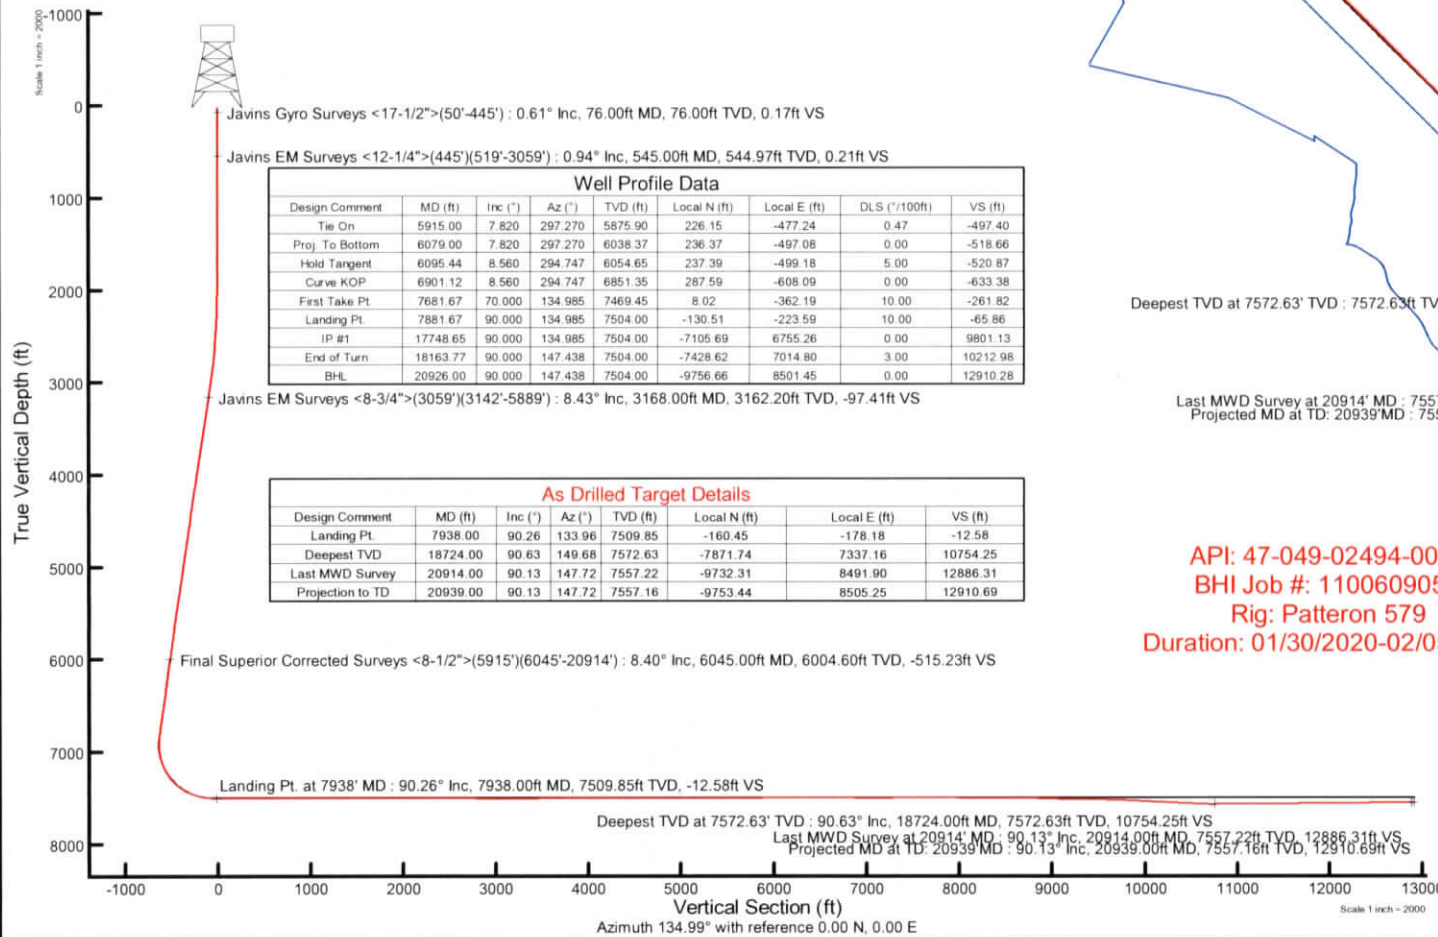 Scale 1 inch = 2000
True Vertical Depth (ft)
-1000
0
1000
2000
3000
4000
5000
6000
7000
8000
Javins Gyro Surveys <17-1/2">(50'-445') : 0.61° Inc, 76.00ft MD, 76.00ft TVD, 0.17ft VS
Javins EM Surveys <12-1/4">(445')(519'-3059') : 0.94° Inc, 545.00ft MD, 544.97ft TVD, 0.21ft VS
Well Profile Data
Design Comment MD (ft) Inc (°) Az (°) TVD (ft) Local N (ft) Local E (ft) DLS (°/100ft) VS (ft)
Tie On 5915.00 7.820 297.270 5875.90 226.15 -477.24 0.47 -497.40
Proj. To Bottom 6079.00 7.820 297.270 6038.37 236.37 -497.08 0.00 -518.66
Hold Tangent 6095.44 8.560 294.747 6054.65 237.39 -499.18 5.00 -520.87
Curve KOP 6901.12 8.560 294.747 6851.35 287.59 -608.09 0.00 -633.38
First Take Pt. 7681.67 70.000 134.985 7469.45 8.02 -362.19 10.00 -261.82
Landing Pt. 7881.67 90.000 134.985 7504.00 -130.51 -223.59 10.00 -65.86
IP #1 17748.65 90.000 134.985 7504.00 -7105.69 6755.26 0.00 9801.13
End of Turn 18163.77 90.000 147.438 7504.00 -7428.62 7014.80 3.00 10212.98
BHL 20926.00 90.000 147.438 7504.00 -9756.66 8501.45 0.00 12910.28
Javins EM Surveys <8-3/4">(3059')(3142'-5889') : 8.43° Inc, 3168.00ft MD, 3162.20ft TVD, -97.41ft VS
As Drilled Target Details
Design Comment MD (ft) Inc (°) Az (°) TVD (ft) Local N (ft) Local E (ft) VS (ft)
Landing Pt. 7938.00 90.26 133.96 7509.85 -160.45 -178.18 -12.58
Deepest TVD 18724.00 90.63 149.68 7572.63 -7871.74 7337.16 10754.25
Last MWD Survey 20914.00 90.13 147.72 7557.22 -9732.31 8491.90 12886.31
Projection to TD 20939.00 90.13 147.72 7557.16 -9753.44 8505.25 12910.69
Final Superior Corrected Surveys <8-1/2">(5915')(6045'-20914') : 8.40° Inc, 6045.00ft MD, 6004.60ft TVD, -515.23ft VS
Landing Pt. at 7938' MD : 90.26° Inc, 7938.00ft MD, 7509.85ft TVD, -12.58ft VS
Deepest TVD at 7572.63' TVD : 90.63° Inc, 18724.00ft MD, 7572.63ft TVD, 10754.25ft VS
Last MWD Survey at 20914' MD : 90.13° Inc, 20914.00ft MD, 7557.22ft TVD, 12886.31ft VS
Projected MD at TD: 20939'MD : 90.13° Inc, 20939.00ft MD, 7557.16ft TVD, 12910.69ft VS
-1000 0 1000 2000 3000 4000 5000 6000 7000 8000 9000 10000 11000 12000 13000
Vertical Section (ft)
Azimuth 134.99° with reference 0.00 N, 0.00 E
Scale 1 inch = 2000
Deepest TVD at 7572.63' TVD : 7572.63ft TV
Last MWD Survey at 20914' MD : 755
Projected MD at TD: 20939'MD : 755
API: 47-049-02494-00
BHI Job #: 110060905
Rig: Patteron 579
Duration: 01/30/2020-02/0